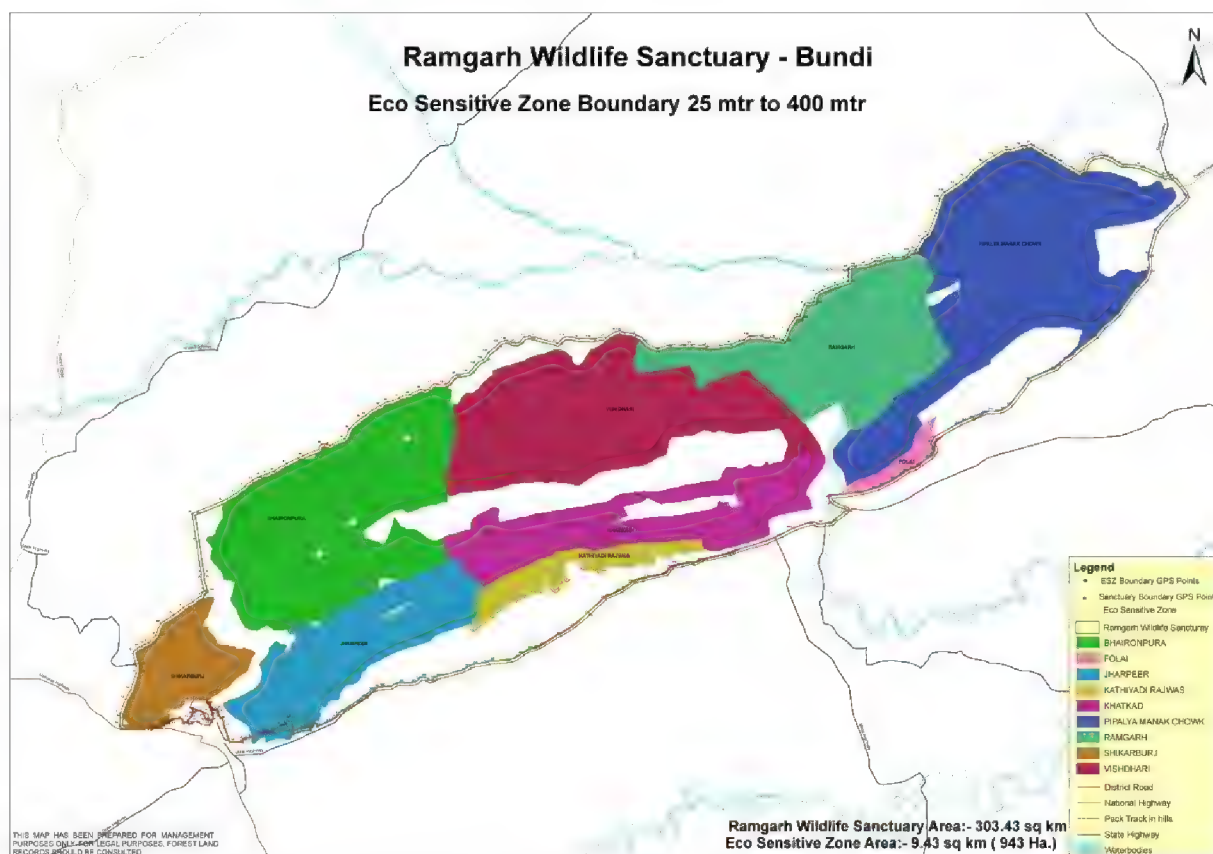 Ramgarh Wildlife Sanctuary - Bundi
Eco Sensitive Zone Boundary 25 mtr to 400 mtr
N
RAMGARH
FOLAI
BHAIRONPURA
KATHIYADI RAJWAS
JHARPEER
SHIKARBURJ
Legend
ESZ Boundary GPS Points
Sanctuary Boundary GPS Point
Eco Sensitive Zone
Ramgarh Wildlife Sancturay
BHAIRONPURA
FOLAI
JHARPEER
KATHIYADI RAJWAS
KHATKAD
PIPALYA MANAK CHOWK
RAMGARH
SHIKARBURJ
VISHDHARI
District Road
National Highway
Pack Track in hills
State Highway
Waterbodies
THIS MAP HAS BEEN PREPARED FOR MANAGEMENT
PURPOSES ONLY. FOR LEGAL PURPOSES, FOREST LAND
RECORDS SHOULD BE CONSULTED
Ramgarh Wildlife Sanctuary Area:- 303.43 sq km
Eco Sensitive Zone Area:- 9.43 sq km ( 943 Ha.)